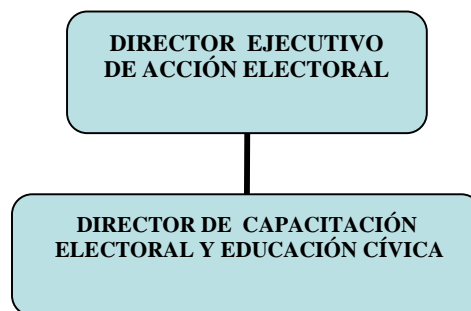 DIRECTOR EJECUTIVO
DE ACCIÓN ELECTORAL
DIRECTOR DE CAPACITACIÓN
ELECTORAL Y EDUCACIÓN CÍVICA